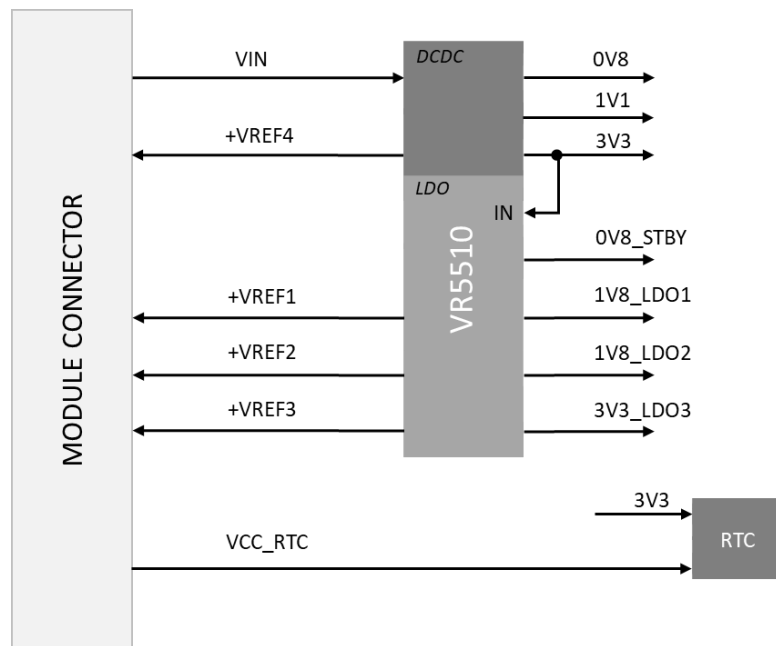 VIN
DCDC
0V8
1V1
+VREF4
3V3
LDO
IN
MODULE CONNECTOR
VR5510
0V8_STBY
+VREF1
1V8_LDO1
+VREF2
1V8_LDO2
+VREF3
3V3_LDO3
3V3
VCC_RTC
RTC